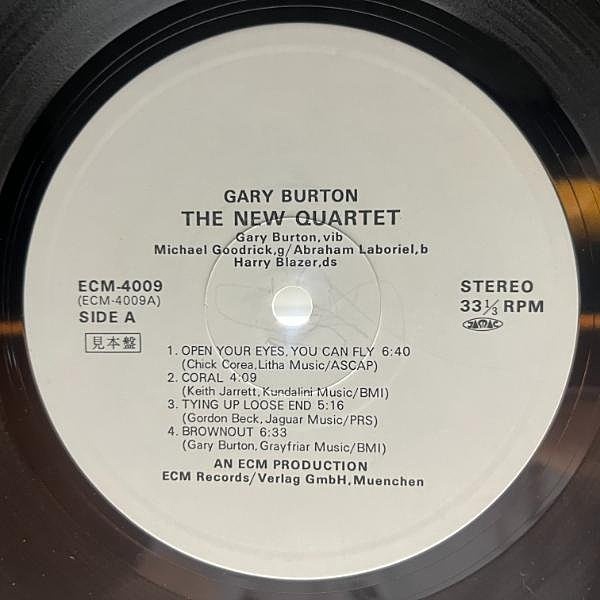 GARY BURTON
THE NEW QUARTET
Gary Burton,vib
Michael Goodrick,g/Abraham Laboriel,b
Harry Blazer,ds
ECM-4009
(ECM-4009A)
SIDE A
見本盤
STEREO
33 1/3 RPM
JASRAC
1. OPEN YOUR EYES, YOU CAN FLY 6:40
(Chick Corea, Litha Music/ASCAP)
2. CORAL 4:09
(Keith Jarrett, Kundalini Music/BMI)
3. TYING UP LOOSE END 5:16
(Gordon Beck, Jaguar Music/PRS)
4. BROWNOUT 6:33
(Gary Burton, Grayfriar Music/BMI)
AN ECM PRODUCTION
ECM Records/Verlag GmbH, Muenchen